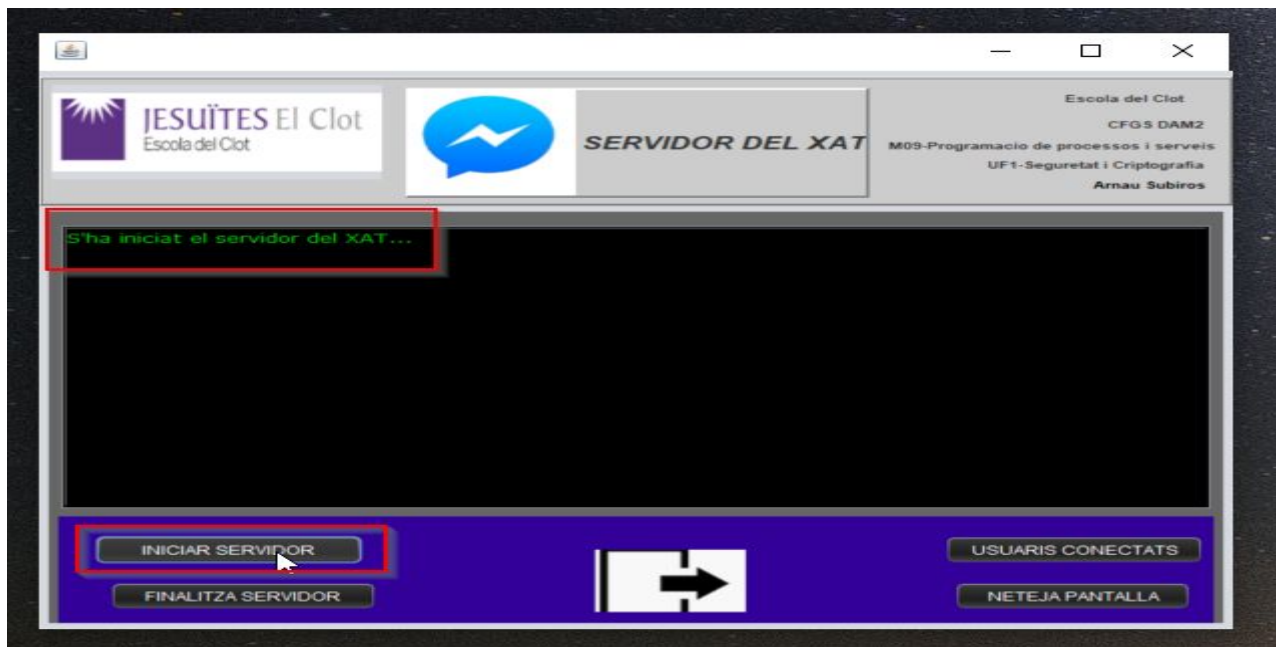 JESUÏTES El Clot
Escola del Clot
SERVIDOR DEL XAT
Escola del Clot
CFGS DAM2
M09-Programacio de processos i serveis
UF1-Seguretat i Criptografia
Arnau Subiros
S'ha iniciat el servidor del XAT...
INICIAR SERVIDOR
USUARIS CONECTATS
FINALITZA SERVIDOR
NETEJA PANTALLA